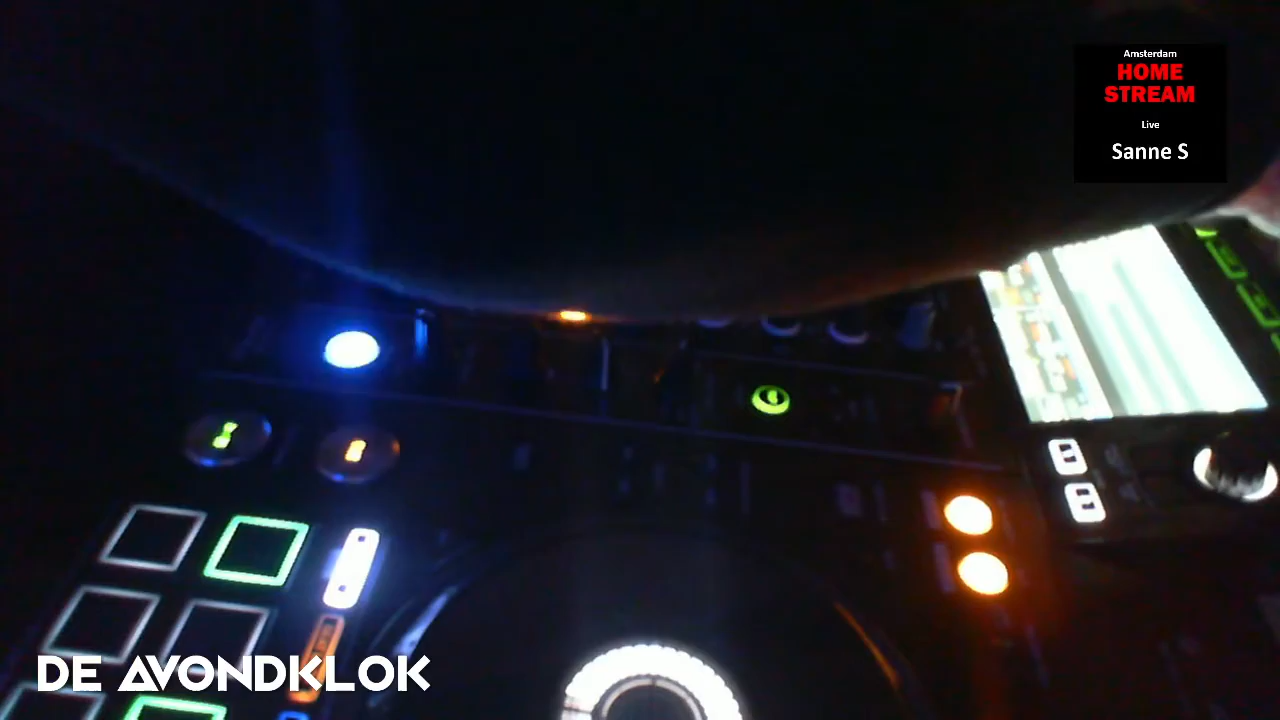 Amsterdam
HOME
STREAM
Live
Sanne S
DE AVONDKLOK